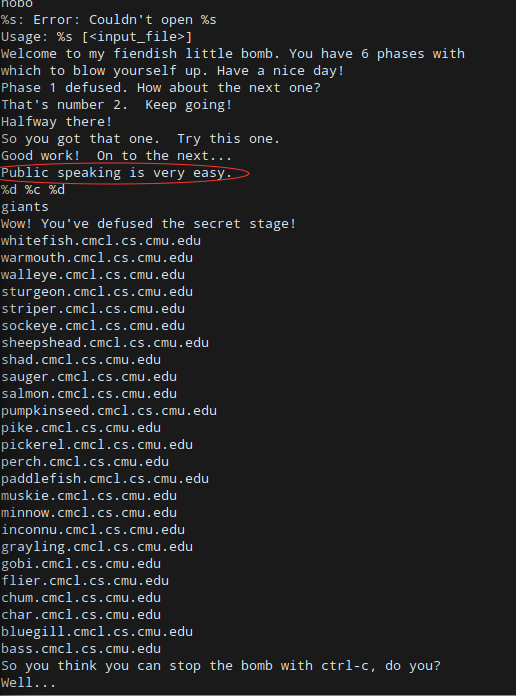 nobo
%s: Error: Couldn't open %s
Usage: %s [<input_file>]
Welcome to my fiendish little bomb. You have 6 phases with
which to blow yourself up. Have a nice day!
Phase 1 defused. How about the next one?
That's number 2.  Keep going!
Halfway there!
So you got that one.  Try this one.
Good work!  On to the next...
Public speaking is very easy.
%d %c %d
giants
Wow! You've defused the secret stage!
whitefish.cmcl.cs.cmu.edu
warmouth.cmcl.cs.cmu.edu
walleye.cmcl.cs.cmu.edu
sturgeon.cmcl.cs.cmu.edu
striper.cmcl.cs.cmu.edu
sockeye.cmcl.cs.cmu.edu
sheepshead.cmcl.cs.cmu.edu
shad.cmcl.cs.cmu.edu
sauger.cmcl.cs.cmu.edu
salmon.cmcl.cs.cmu.edu
pumpkinseed.cmcl.cs.cmu.edu
pike.cmcl.cs.cmu.edu
pickerel.cmcl.cs.cmu.edu
perch.cmcl.cs.cmu.edu
paddlefish.cmcl.cs.cmu.edu
muskie.cmcl.cs.cmu.edu
minnow.cmcl.cs.cmu.edu
inconnu.cmcl.cs.cmu.edu
grayling.cmcl.cs.cmu.edu
gobi.cmcl.cs.cmu.edu
flier.cmcl.cs.cmu.edu
chum.cmcl.cs.cmu.edu
char.cmcl.cs.cmu.edu
bluegill.cmcl.cs.cmu.edu
bass.cmcl.cs.cmu.edu
So you think you can stop the bomb with ctrl-c, do you?
Well...